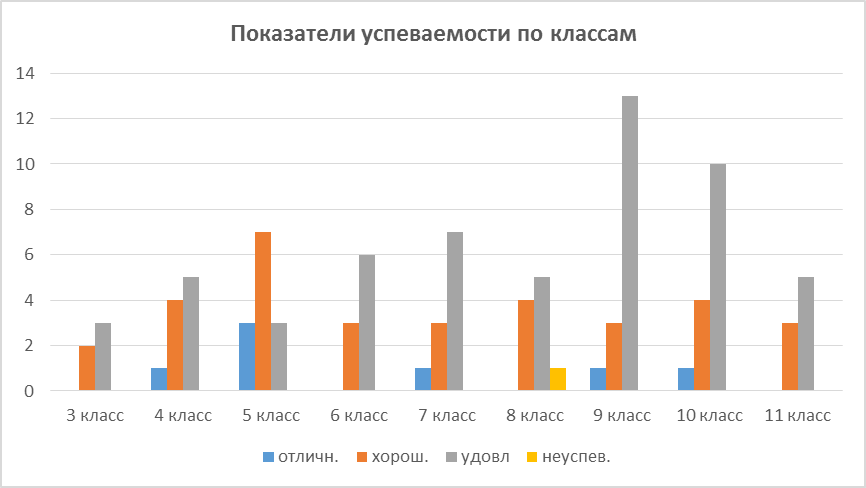 Показатели успеваемости по классам
14
12
10
8
6
4
2
0
3 класс 4 класс 5 класс 6 класс 7 класс 8 класс 9 класс 10 класс 11 класс
отличн. хорош. удовл неуспев.